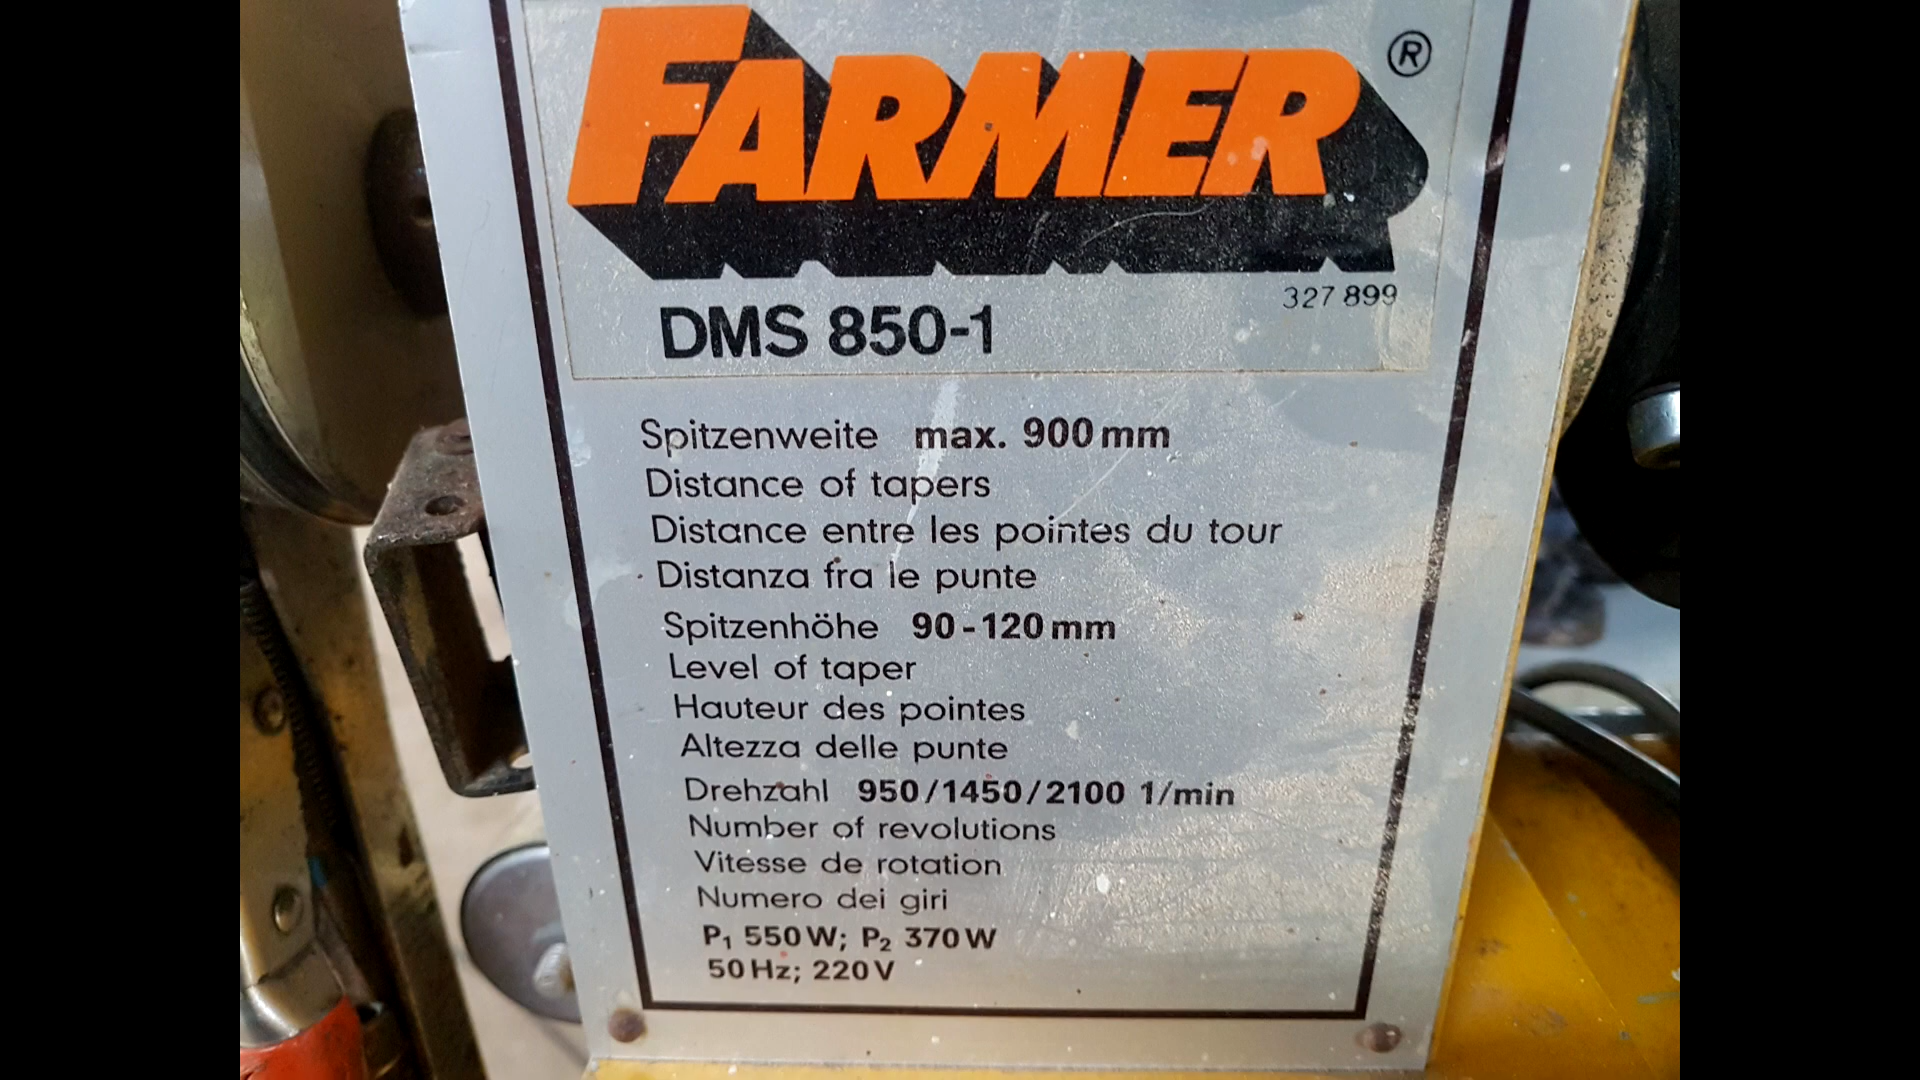 FARMER ®
327 899
DMS 850-1
Spitzenweite max. 900 mm
Distance of tapers
Distance entre les pointes du tour
Distanza fra le punte
Spitzenhöhe 90-120 mm
Level of taper
Hauteur des pointes
Altezza delle punte
Drehzahl 950/1450/2100 1/min
Number of revolutions
Vitesse de rotation
Numero dei giri
P₁ 550 W; P₂ 370 W
50 Hz; 220 V